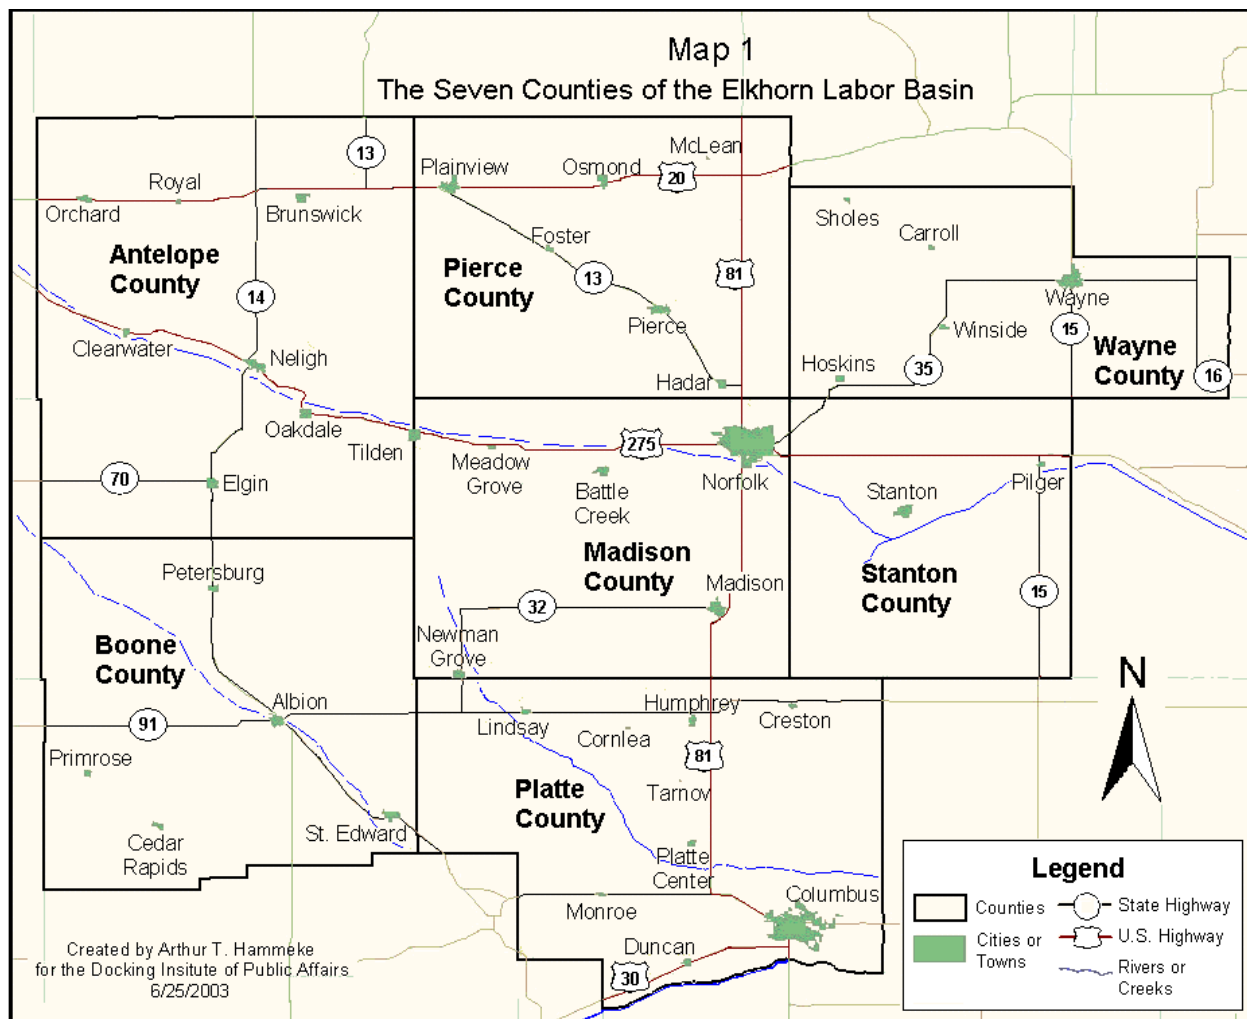 Map 1
The Seven Counties of the Elkhorn Labor Basin
13
McLean
Plainview
Osmond
20
Royal
Orchard
Brunswick
Sholes
Carroll
Antelope
County
Foster
Pierce
County
13
81
14
Wayne
Pierce
Winside
15
Wayne
County
Clearwater
Neligh
Hoskins
35
16
Hadar
Oakdale
Tilden
275
Meadow
Grove
Battle
Creek
Norfolk
Stanton
Pilger
70
Elgin
Madison
County
Stanton
County
Petersburg
Madison
32
15
Boone
County
Newman
Grove
N
Albion
91
Humphrey
Lindsay
Cornlea
Creston
81
Primrose
Platte
County
Tarnov
St. Edward
Cedar
Rapids
Platte
Center
Columbus
Monroe
Duncan
30
Legend
Counties
State Highway
Cities or
Towns
U.S. Highway
Rivers or
Creeks
Created by Arthur T. Hammeke
for the Docking Insitute of Public Affairs
6/25/2003